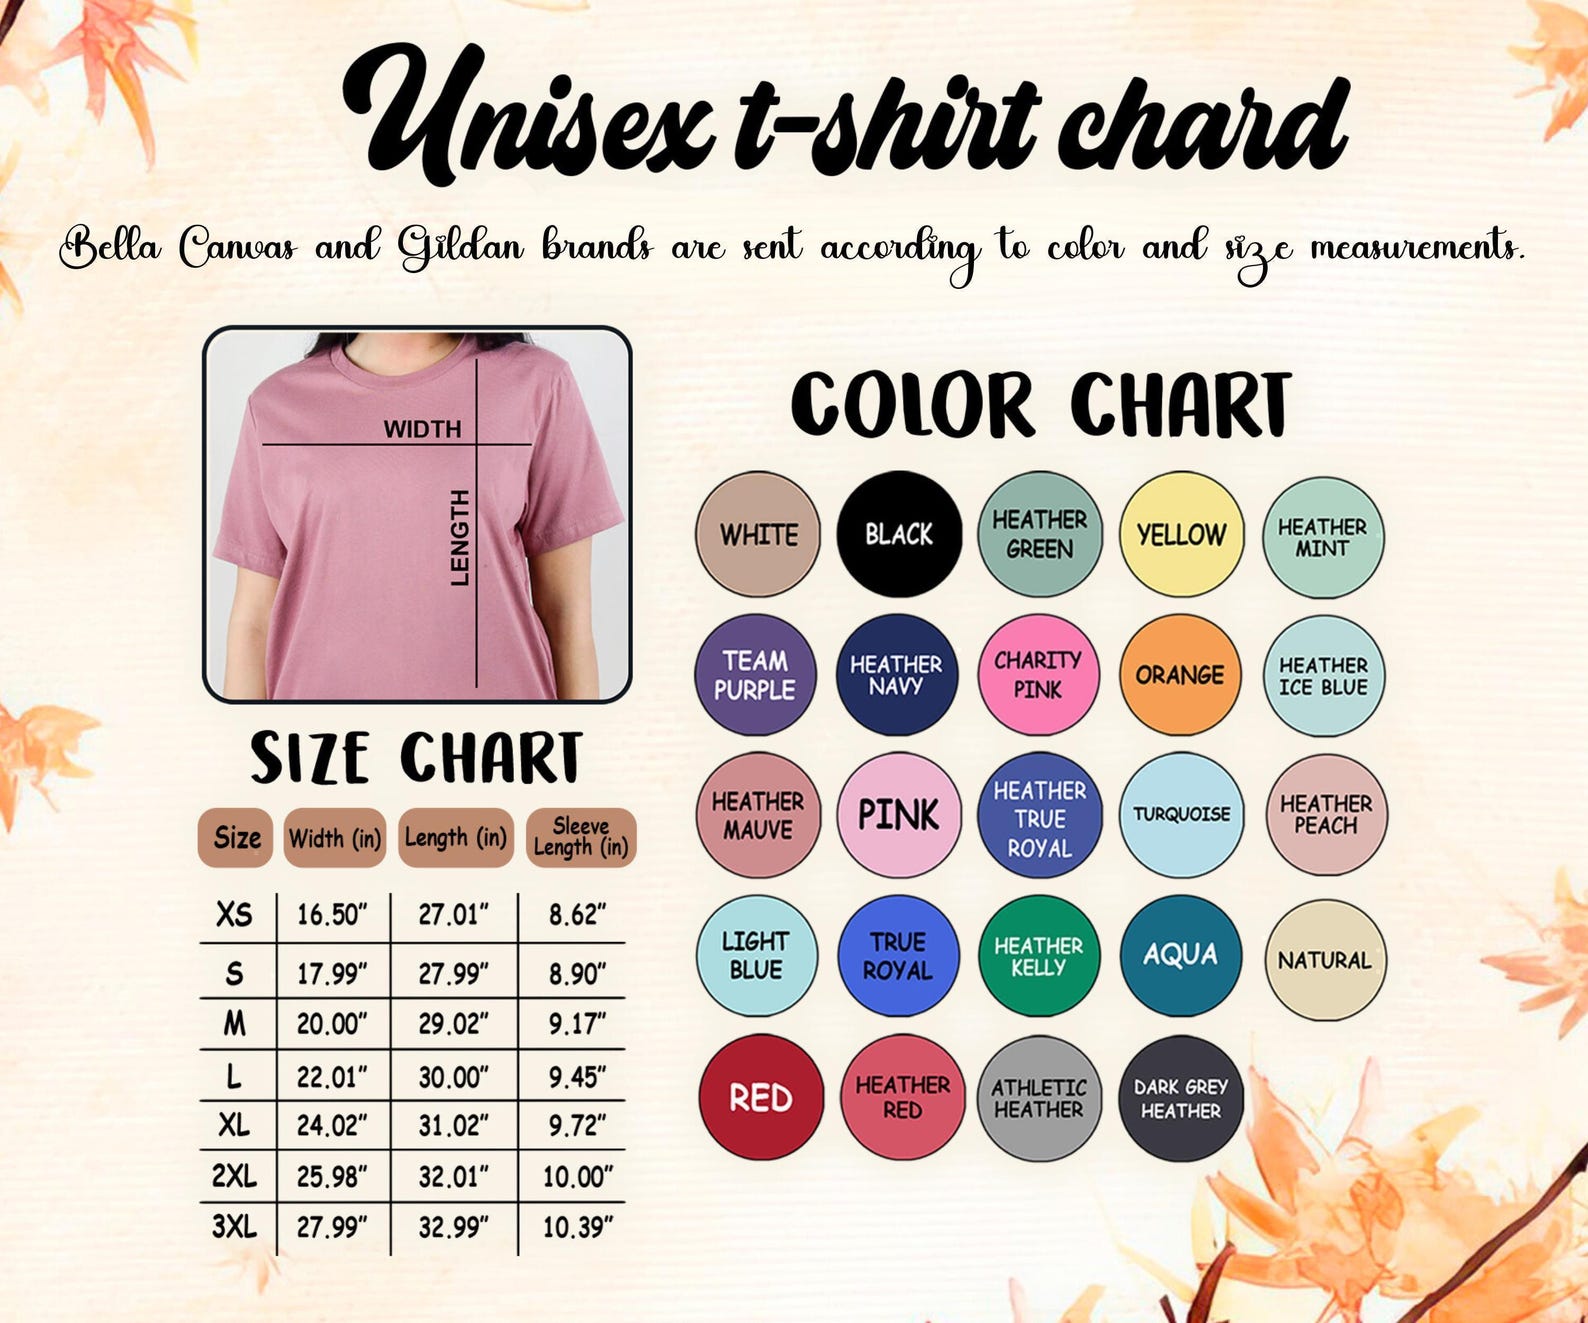 Unisex t-shirt chard
Bella Canvas and Gildan brands are sent according to color and size measurements.
WIDTH
LENGTH
SIZE CHART
Size Width (in) Length (in) Sleeve Length (in)
XS 16.50" 27.01" 8.62"
S 17.99" 27.99" 8.90"
M 20.00" 29.02" 9.17"
L 22.01" 30.00" 9.45"
XL 24.02" 31.02" 9.72"
2XL 25.98" 32.01" 10.00"
3XL 27.99" 32.99" 10.39"
COLOR CHART
WHITE
BLACK
HEATHER
GREEN
YELLOW
HEATHER
MINT
TEAM
PURPLE
HEATHER
NAVY
CHARITY
PINK
ORANGE
HEATHER
ICE BLUE
HEATHER
MAUVE
PINK
HEATHER
TRUE
ROYAL
TURQUOISE
HEATHER
PEACH
LIGHT
BLUE
TRUE
ROYAL
HEATHER
KELLY
AQUA
NATURAL
RED
HEATHER
RED
ATHLETIC
HEATHER
DARK GREY
HEATHER